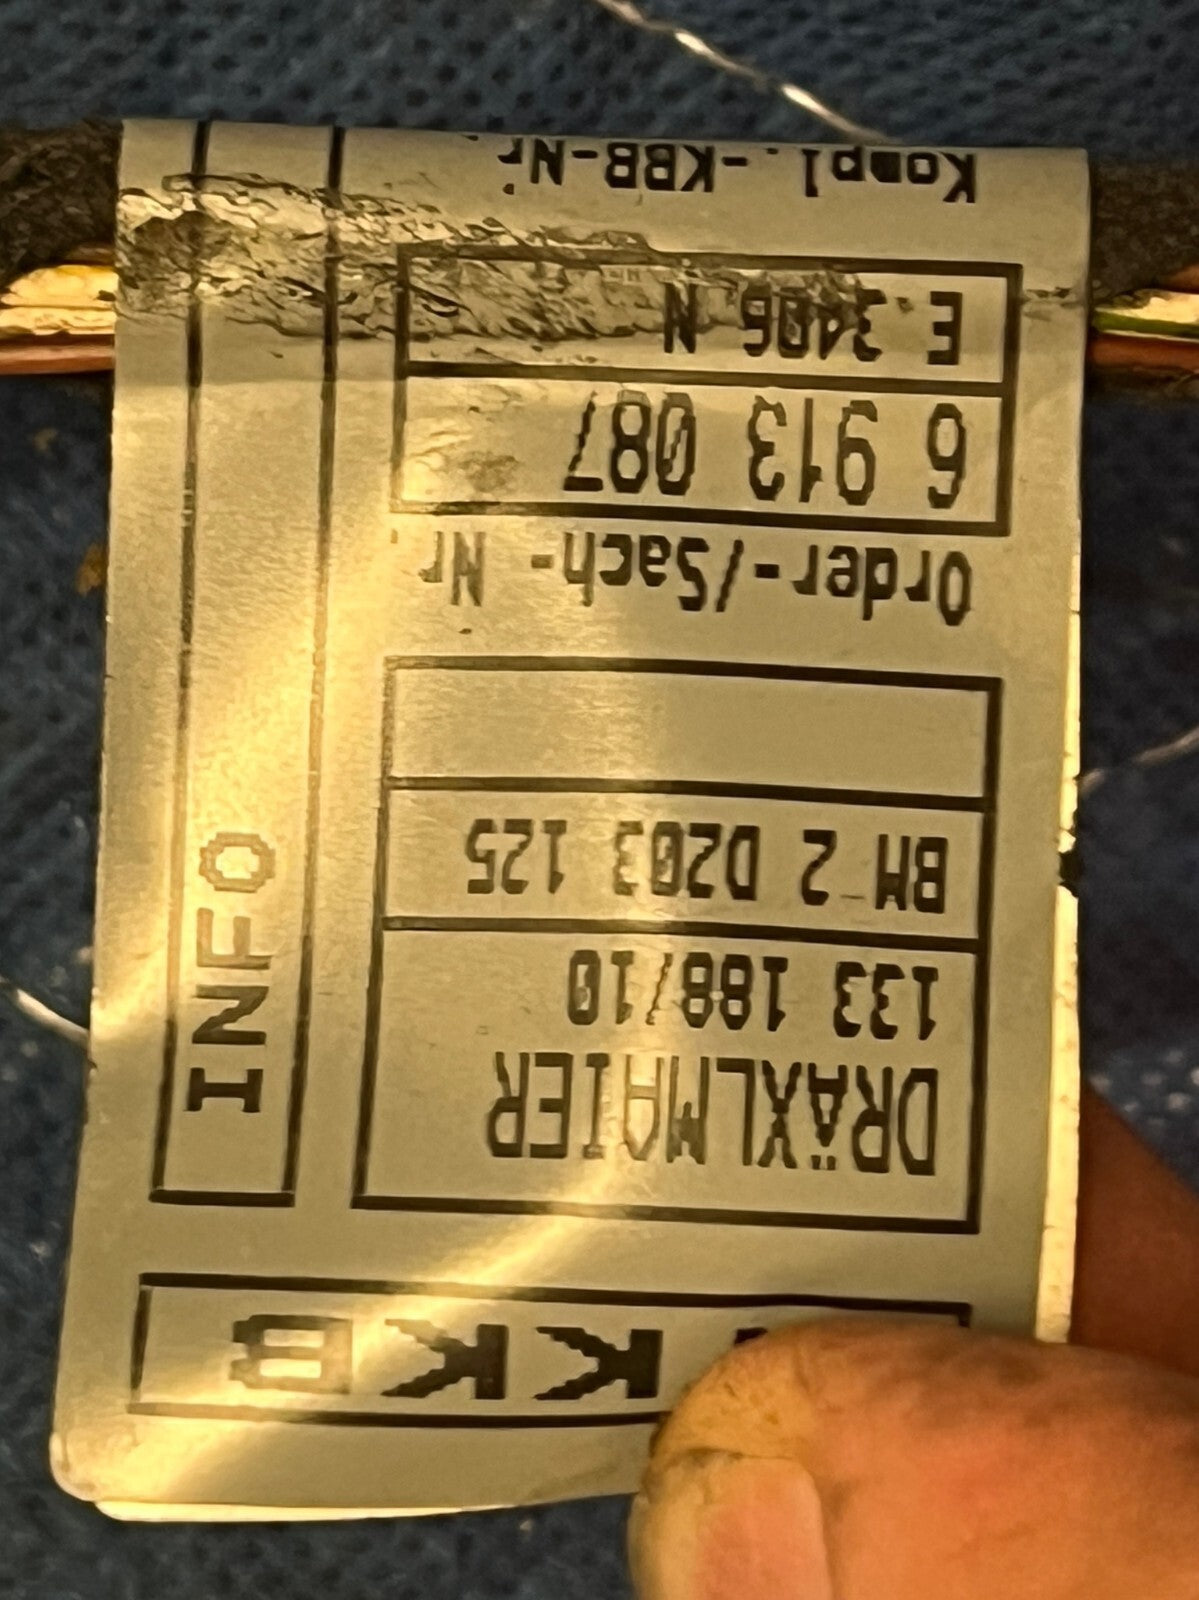 KKB
DRÄXLMAIER
133 188/10
BM 2 D203 125
Order-/Sach- Nr.
6 913 087
E 3406 N
Kompl.-KBB-Nr.
INFO